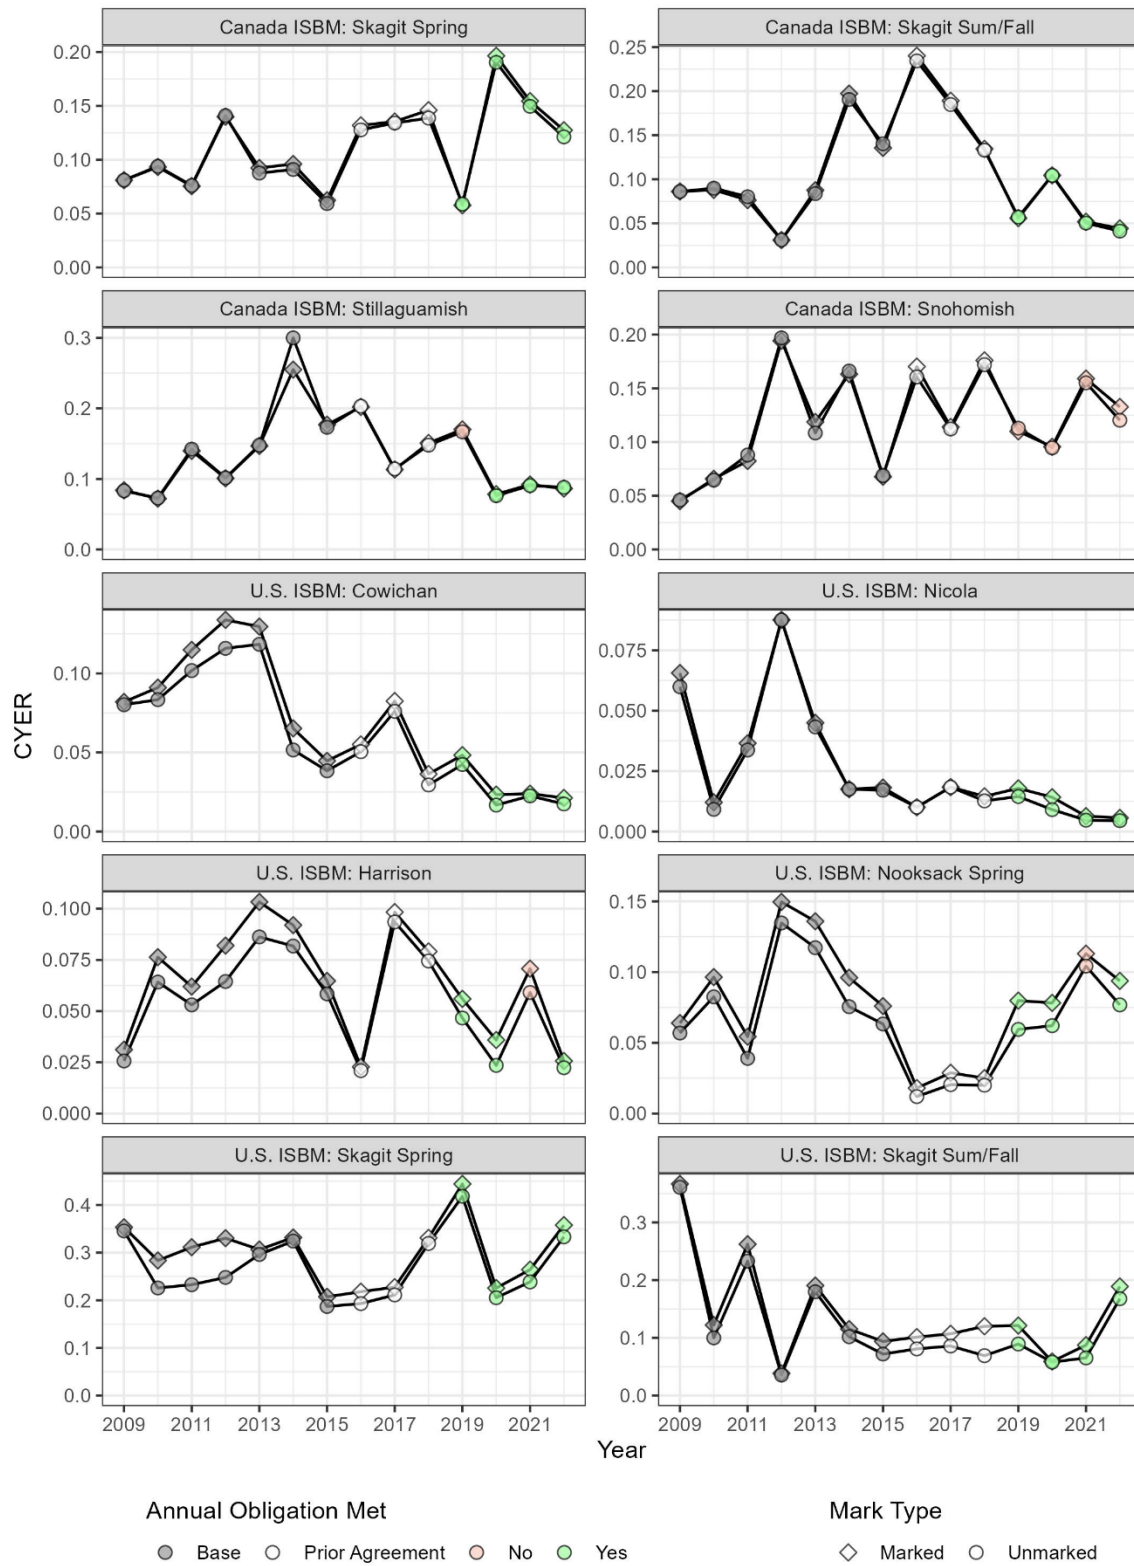 Canada ISBM: Skagit Spring
0.20
0.15
0.10
0.05
0.00
Canada ISBM: Skagit Sum/Fall
0.25
0.20
0.15
0.10
0.05
0.00
Canada ISBM: Stillaguamish
0.3
0.2
0.1
0.0
Canada ISBM: Snohomish
0.20
0.15
0.10
0.05
0.00
U.S. ISBM: Cowichan
0.10
0.05
0.00
U.S. ISBM: Nicola
0.075
0.050
0.025
0.000
CYER
U.S. ISBM: Harrison
0.100
0.075
0.050
0.025
0.000
U.S. ISBM: Nooksack Spring
0.15
0.10
0.05
0.00
U.S. ISBM: Skagit Spring
0.4
0.3
0.2
0.1
0.0
2009 2011 2013 2015 2017 2019 2021
U.S. ISBM: Skagit Sum/Fall
0.3
0.2
0.1
0.0
2009 2011 2013 2015 2017 2019 2021
Year
Annual Obligation Met
Base Prior Agreement No Yes
Mark Type
Marked Unmarked